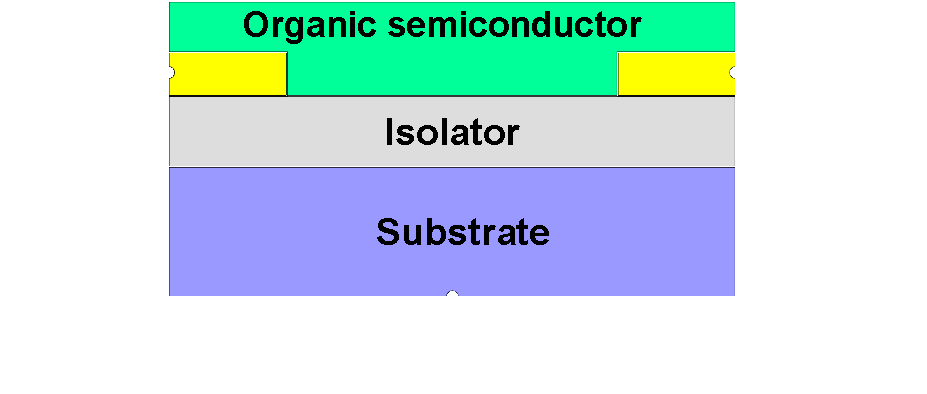 Organic semiconductor
Isolator
Substrate